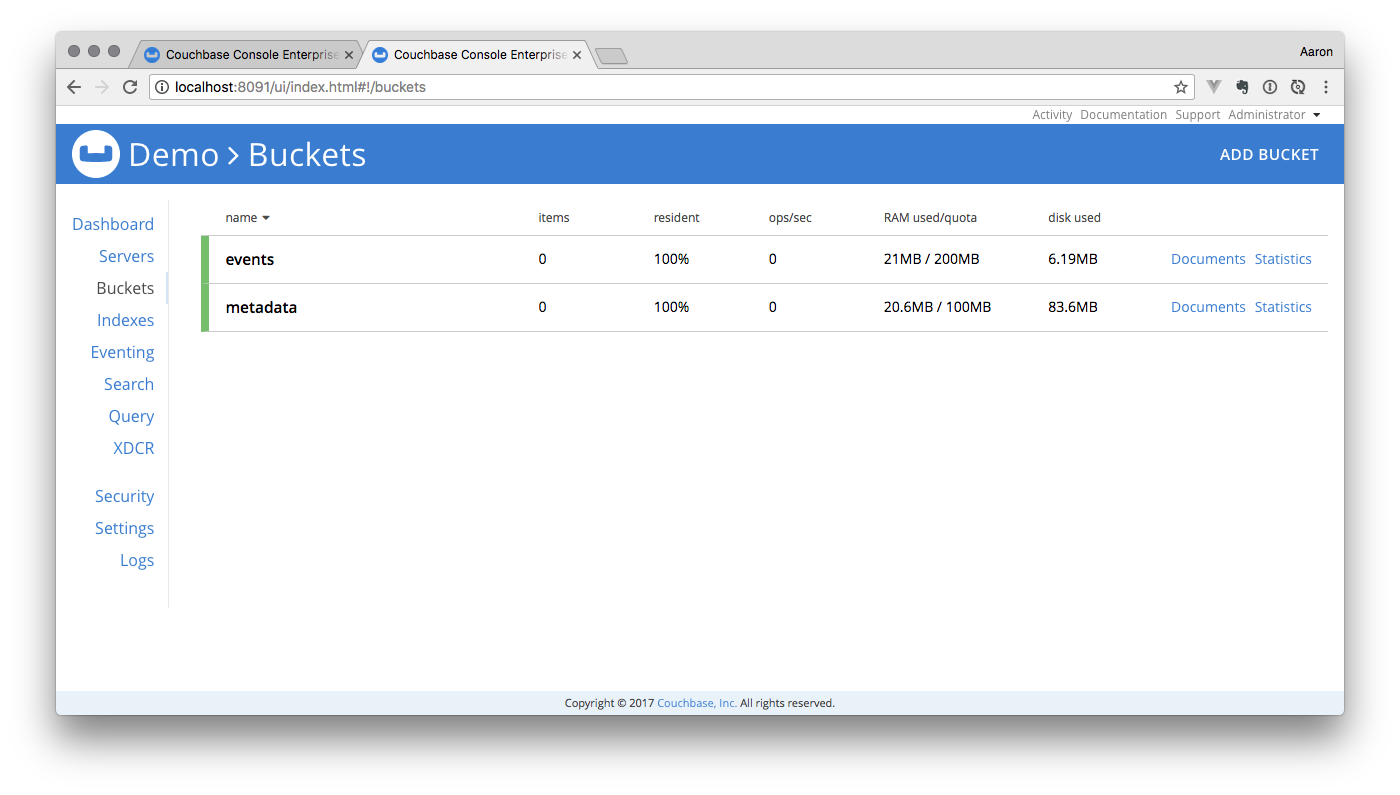 Couchbase Console Enterprise
Couchbase Console Enterprise
Aaron
localhost:8091/ui/index.html#!/buckets
Activity Documentation Support Administrator
Demo > Buckets
ADD BUCKET
Dashboard
Servers
Buckets
Indexes
Eventing
Search
Query
XDCR
Security
Settings
Logs
name items resident ops/sec RAM used/quota disk used
events 0 100% 0 21MB / 200MB 6.19MB Documents Statistics
metadata 0 100% 0 20.6MB / 100MB 83.6MB Documents Statistics
Copyright © 2017 Couchbase, Inc. All rights reserved.